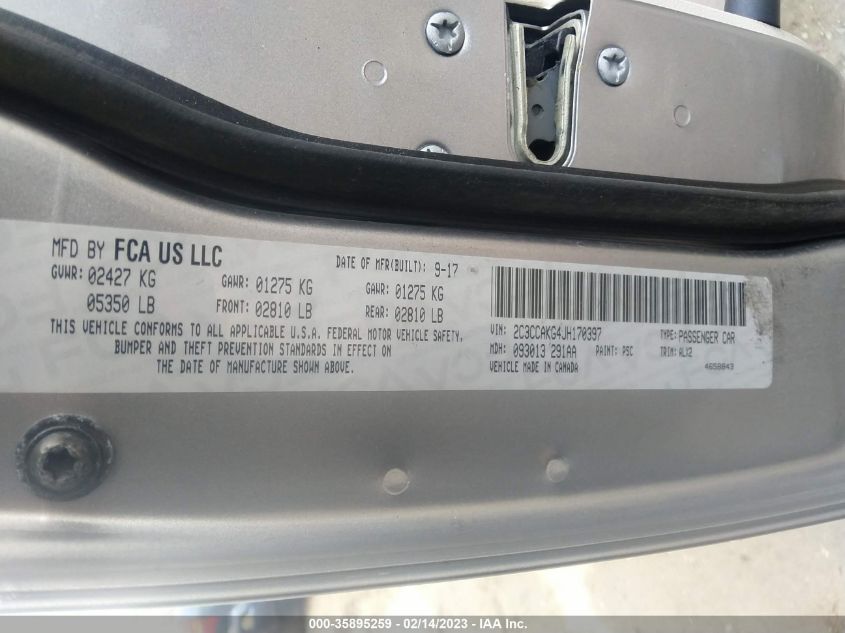 MFD BY FCA US LLC
DATE OF MFR(BUILT): 9-17
GVWR: 02427 KG
GAWR: 01275 KG
GAWR: 01275 KG
05350 LB
FRONT: 02810 LB
REAR: 02810 LB
THIS VEHICLE CONFORMS TO ALL APPLICABLE U.S.A. FEDERAL MOTOR VEHICLE SAFETY,
BUMPER AND THEFT PREVENTION STANDARDS IN EFFECT ON
THE DATE OF MANUFACTURE SHOWN ABOVE.
VIN: 2C3CCAKG4JH170397
TYPE: PASSENGER CAR
MDH: 093013 291AA
PAINT: PSC
TRIM: ALX2
VEHICLE MADE IN CANADA
4658843
000-35895259 - 02/14/2023 - IAA Inc.